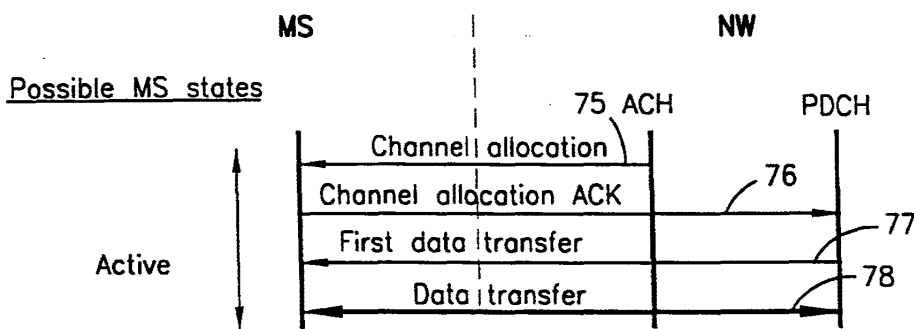 MS
NW
Possible MS states
75 ACH
PDCH
Channel allocation
Channel allocation ACK
76
First data transfer
77
Active
Data transfer
78